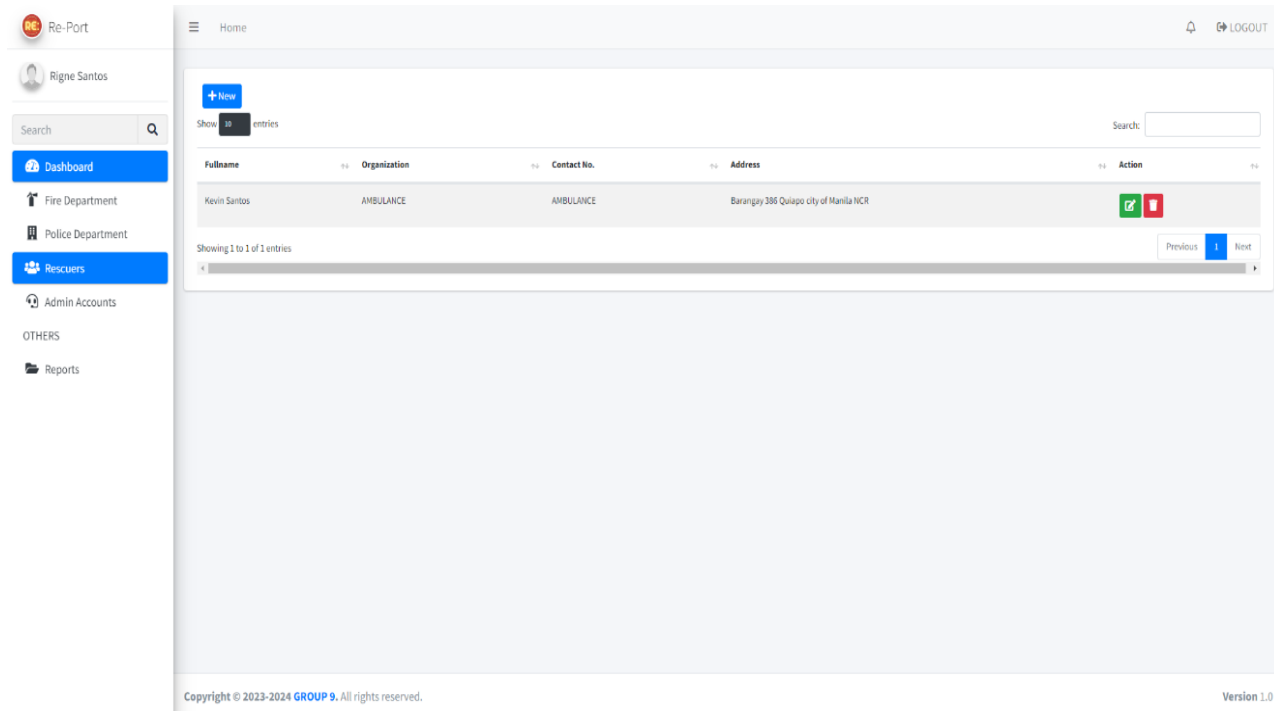 RE: Re-Port
Home
LOGOUT
Rigne Santos
Search
Dashboard
Fire Department
Police Department
Rescuers
Admin Accounts
OTHERS
Reports
+ New
Show 10 entries
Search:
Fullname Organization Contact No. Address Action
Kevin Santos AMBULANCE AMBULANCE Barangay 386 Quiapo city of Manila NCR
Showing 1 to 1 of 1 entries
Previous 1 Next
Copyright © 2023-2024 GROUP 9. All rights reserved.
Version 1.0